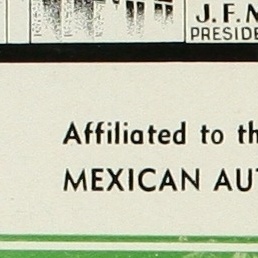 J.F.
PRESIDE
Affiliated to th
MEXICAN AU